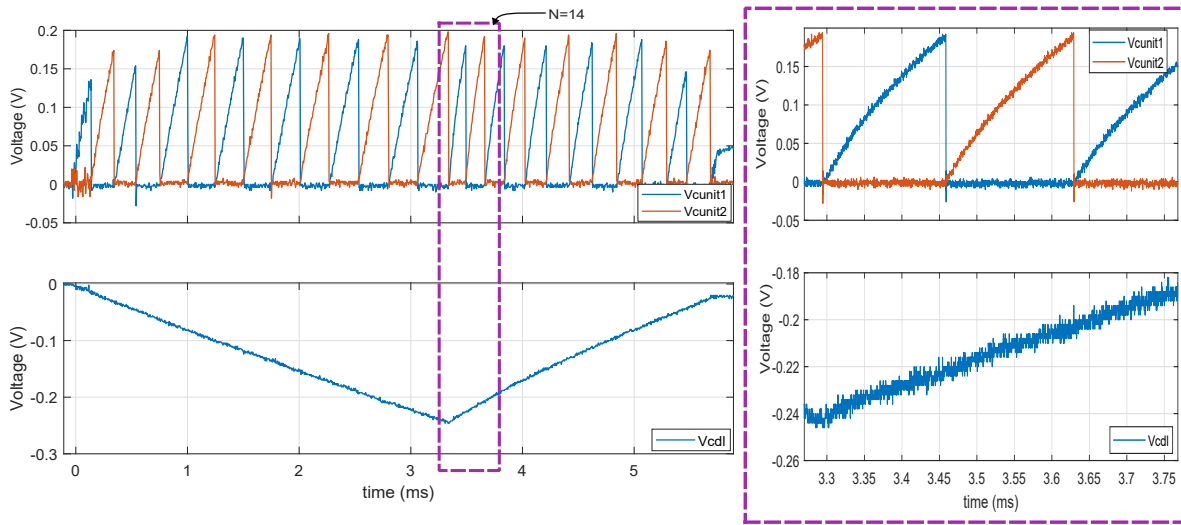 N=14
0.2
0.15
0.1
0.05
0
-0.05
Voltage (V)
Vcunit1
Vcunit2
0
-0.1
-0.2
-0.3
Voltage (V)
Vcdl
0 1 2 3 4 5
time (ms)
0.15
0.1
0.05
0
-0.05
Voltage (V)
Vcunit1
Vcunit2
-0.18
-0.2
-0.22
-0.24
-0.26
Voltage (V)
Vcdl
3.3 3.35 3.4 3.45 3.5 3.55 3.6 3.65 3.7 3.75
time (ms)